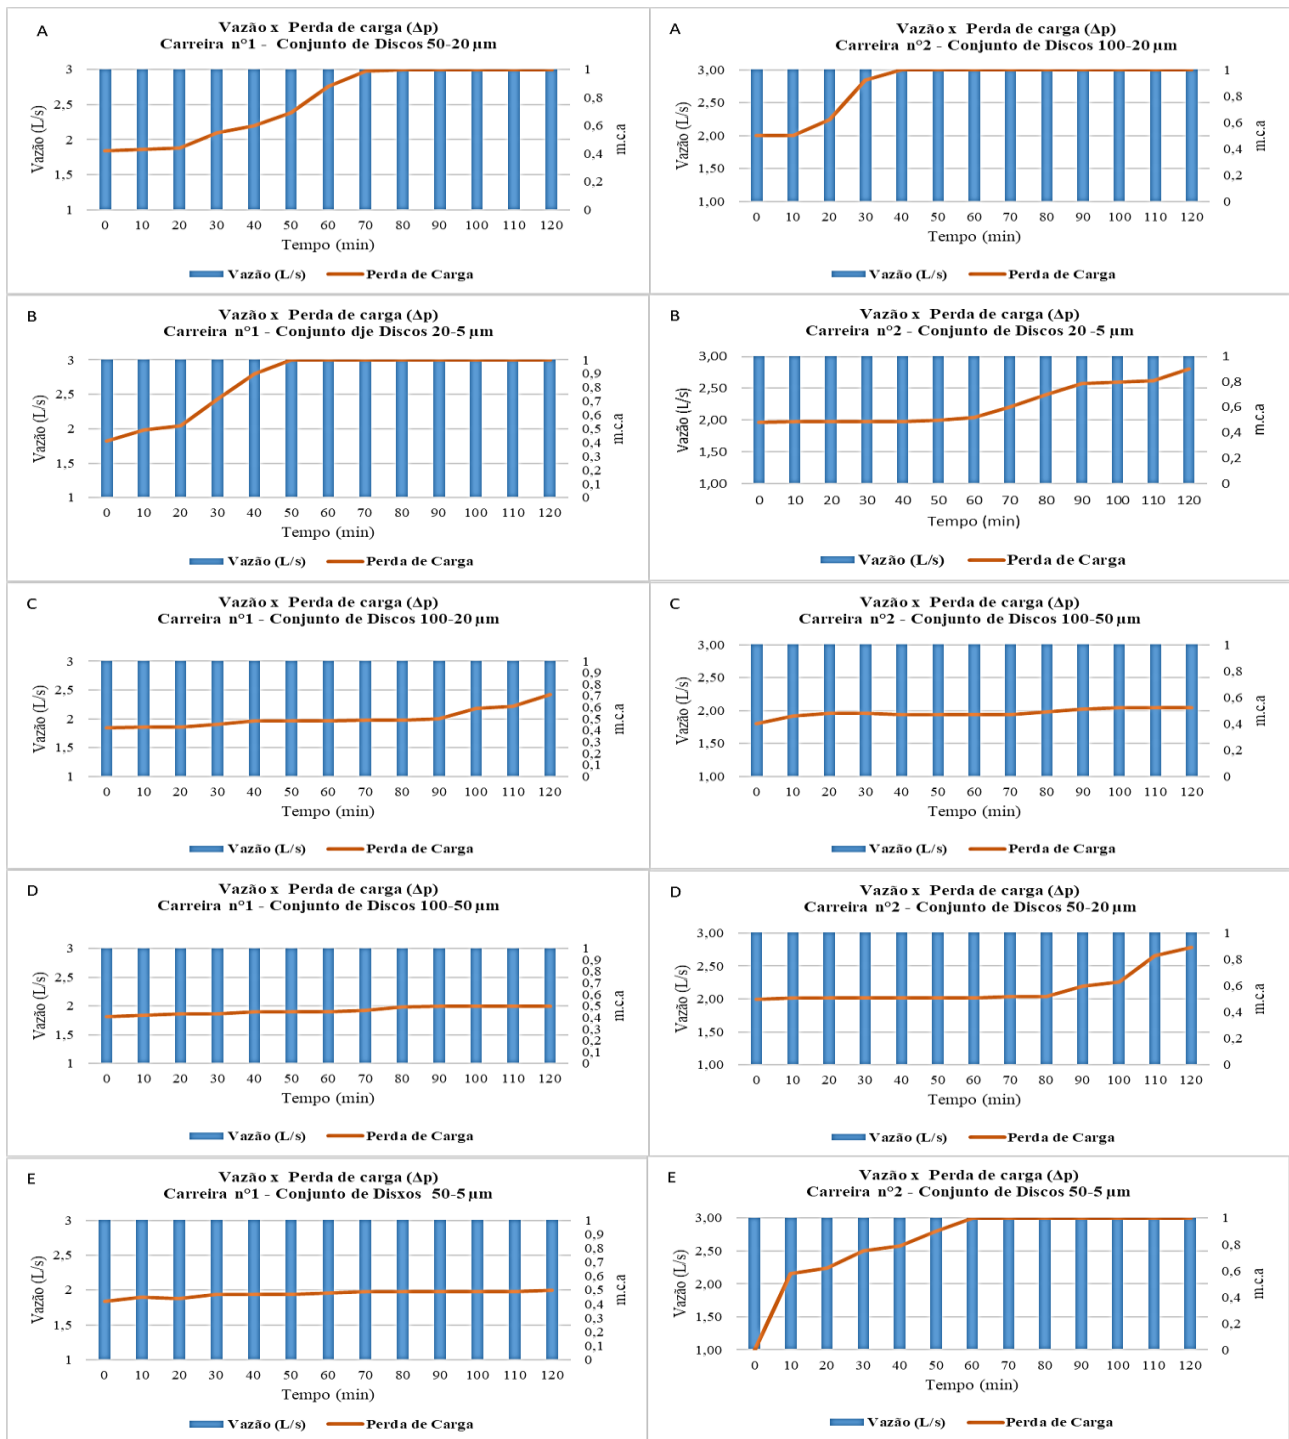 A
Vazão x Perda de carga (Δp)
Carreira n°1 - Conjunto de Discos 50-20 µm
3
2,5
2
1,5
1
Vazão (L/s)
1
0,8
0,6
0,4
0,2
0
m.c.a
0 10 20 30 40 50 60 70 80 90 100 110 120
Tempo (min)
Vazão (L/s) Perda de Carga
A
Vazão x Perda de carga (Δp)
Carreira n°2 - Conjunto de Discos 100-20 µm
3,00
2,50
2,00
1,50
1,00
Vazão (L/s)
1
0,8
0,6
0,4
0,2
0
m.c.a
0 10 20 30 40 50 60 70 80 90 100 110 120
Tempo (min)
Vazão (L/s) Perda de Carga
B
Vazão x Perda de carga (Δp)
Carreira n°1 - Conjunto dje Discos 20-5 µm
3
2,5
2
1,5
1
Vazão (L/s)
1
0,9
0,8
0,7
0,6
0,5
0,4
0,3
0,2
0,1
0
m.c.a
0 10 20 30 40 50 60 70 80 90 100 110 120
Tempo (min)
Vazão (L/s) Perda de Carga
B
Vazão x Perda de carga (Δp)
Carreira n°2 - Conjunto de Discos 20 -5 µm
3,00
2,50
2,00
1,50
1,00
Vazão (L/s)
1
0,8
0,6
0,4
0,2
0
m.c.a
0 10 20 30 40 50 60 70 80 90 100 110 120
Tempo (min)
Vazão (L/s) Perda de Carga
C
Vazão x Perda de carga (Δp)
Carreira n°1 - Conjunto de Discos 100-20 µm
3
2,5
2
1,5
1
Vazão (L/s)
1
0,9
0,8
0,7
0,6
0,5
0,4
0,3
0,2
0,1
0
m.c.a
0 10 20 30 40 50 60 70 80 90 100 110 120
Tempo (min)
Vazão (L/s) Perda de Carga
C
Vazão x Perda de carga (Δp)
Carreira n°2 - Conjunto de Discos 100-50 µm
3,00
2,50
2,00
1,50
1,00
Vazão (L/s)
1
0,8
0,6
0,4
0,2
0
m.c.a
0 10 20 30 40 50 60 70 80 90 100 110 120
Tempo (min)
Vazão (L/s) Perda de Carga
D
Vazão x Perda de carga (Δp)
Carreira n°1 - Conjunto de Discos 100-50 µm
3
2,5
2
1,5
1
Vazão (L/s)
1
0,9
0,8
0,7
0,6
0,5
0,4
0,3
0,2
0,1
0
m.c.a
0 10 20 30 40 50 60 70 80 90 100 110 120
Tempo (min)
Vazão (L/s) Perda de Carga
D
Vazão x Perda de carga (Δp)
Carreira n°2 - Conjunto de Discos 50-20 µm
3,00
2,50
2,00
1,50
1,00
Vazão (L/s)
1
0,8
0,6
0,4
0,2
0
m.c.a
0 10 20 30 40 50 60 70 80 90 100 110 120
Tempo (min)
Vazão (L/s) Perda de Carga
E
Vazão x Perda de carga (Δp)
Carreira n°1 - Conjunto de Disxos 50-5 µm
3
2,5
2
1,5
1
Vazão (L/s)
1
0,9
0,8
0,7
0,6
0,5
0,4
0,3
0,2
0,1
0
m.c.a
0 10 20 30 40 50 60 70 80 90 100 110 120
Tempo (min)
Vazão (L/s) Perda de Carga
E
Vazão x Perda de carga (Δp)
Carreira n°2 - Conjunto de Discos 50-5 µm
3,00
2,50
2,00
1,50
1,00
Vazão (L/s)
1
0,8
0,6
0,4
0,2
0
m.c.a
0 10 20 30 40 50 60 70 80 90 100 110 120
Tempo (min)
Vazão (L/s) Perda de Carga